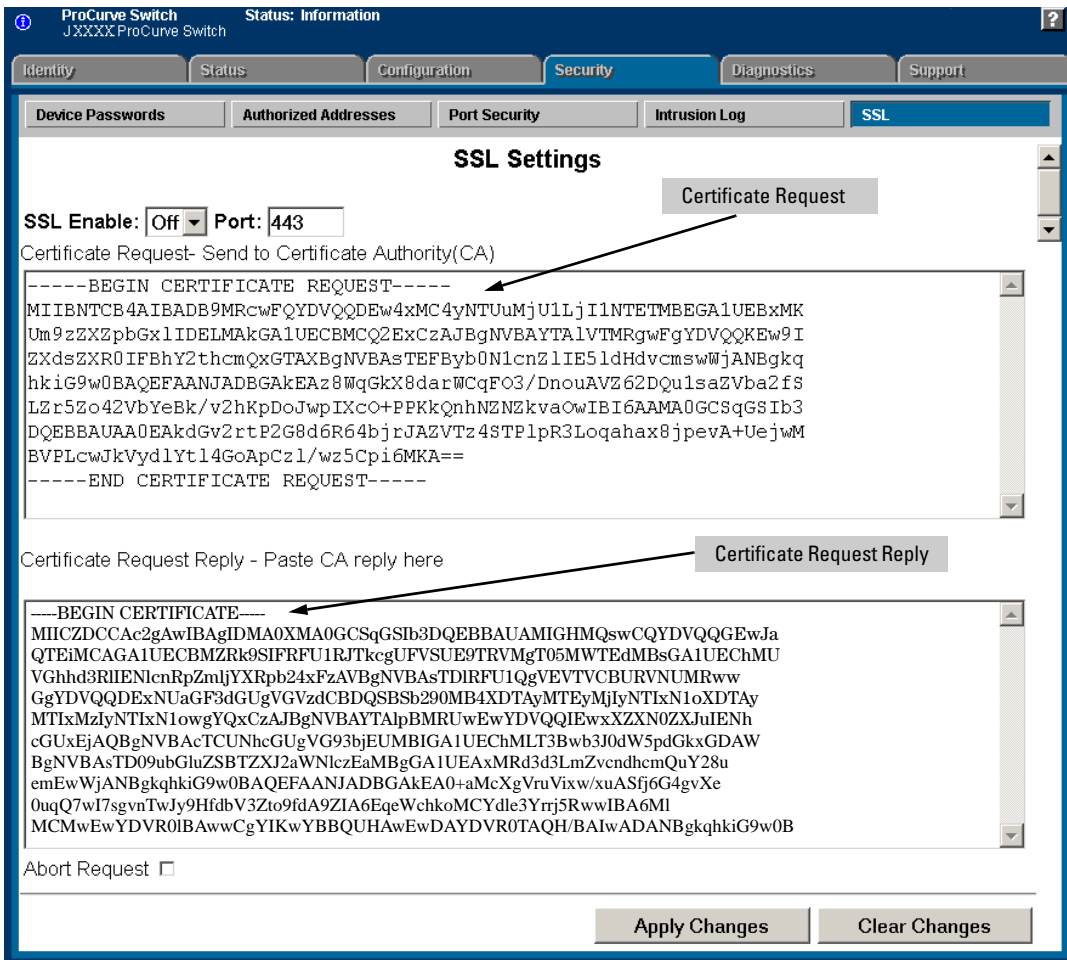 ProCurve Switch Status: Information
JXXXX ProCurve Switch
?
Identity Status Configuration Security Diagnostics Support
Device Passwords Authorized Addresses Port Security Intrusion Log SSL
SSL Settings
Certificate Request
SSL Enable: Off Port: 443
Certificate Request- Send to Certificate Authority(CA)
-----BEGIN CERTIFICATE REQUEST-----
MIIBNTCB4AIBADB9MRcwFQYDVQQDEw4xMC4yNTUuMjU1LjI1NTETMBEGA1UEBxMK
Um9zZXZpbGxlIDELMAkGA1UECBMCQ2ExCzAJBgNVBAYTAlVTMRgwFgYDVQQKEw9I
ZXdsZXR0IFBhY2thcmQxGTAXBgNVBAsTEFByb0N1cnZlIE5ldHdvcmswWjANBgkq
hkiG9w0BAQEFAANJADBGAkEAz8WqGkX8darWCqFO3/DnouAVZ62DQu1saZVba2fS
LZr5Zo42VbYeBk/v2hKpDoJwpIXcO+PPKkQnhNZNZkvaOwIBI6AAMA0GCSqGSIb3
DQEBBAUAA0EAkdGv2rtP2G8d6R64bjrJAZVTz4STPlpR3Loqahax8jpevA+UejwM
BVPLcwJkVydlYtl4GoApCzl/wz5Cpi6MKA==
-----END CERTIFICATE REQUEST-----
Certificate Request Reply - Paste CA reply here
Certificate Request Reply
-----BEGIN CERTIFICATE-----
MIICZDCCAc2gAwIBAgIDMA0XMA0GCSqGSIb3DQEBBAUAMIGHMQswCQYDVQQGEwJa
QTEiMCAGA1UECBMZRk9SIFRFU1RJTkcgUFVSUE9TRVMgT05MWTEdMBsGA1UEChMU
VGhhd3RlIENlcnRpZmljYXRpb24xFzAVBgNVBAsTDlRFU1QgVEVTVCBURVNUMRww
GgYDVQQDExNUaGF3dGUgVGVzdCBDQSBSb290MB4XDTAyMTEyMjIyNTIxN1oXDTAy
MTIxMzIyNTIxN1owgYQxCzAJBgNVBAYTAlpBMRUwEwYDVQQIEwxXZXN0ZXJuIENh
cGUxEjAQBgNVBAcTCUNhcGUgVG93bjEUMBIGA1UEChMLT3Bwb3J0dW5pdGkxGDAW
BgNVBAsTD09ubGluZSBTZXJ2aWNlczEaMBgGA1UEAxMRd3d3LmZvcndhcmQuY28u
emEwWjANBgkqhkiG9w0BAQEFAANJADBGAkEA0+aMcXgVruVixw/xuASfj6G4gvXe
0uqQ7wI7sgvnTwJy9HfdbV3Zto9fdA9ZIA6EqeWchkoMCYdle3Yrrj5RwwIBA6Ml
MCMwEwYDVR0lBAwwCgYIKwYBBQUHAwEwDAYDVR0TAQH/BAIwADANBgkqhkiG9w0B
Abort Request
Apply Changes Clear Changes